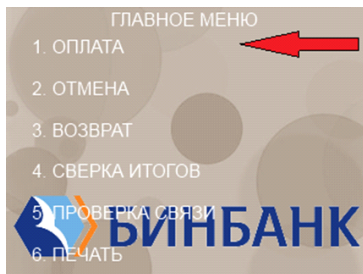 ГЛАВНОЕ МЕНЮ
1. ОПЛАТА
2. ОТМЕНА
3. ВОЗВРАТ
4. СВЕРКА ИТОГОВ
5. ПРОВЕРКА СВЯЗИ
БИНБАНК
6. ПЕЧАТЬ